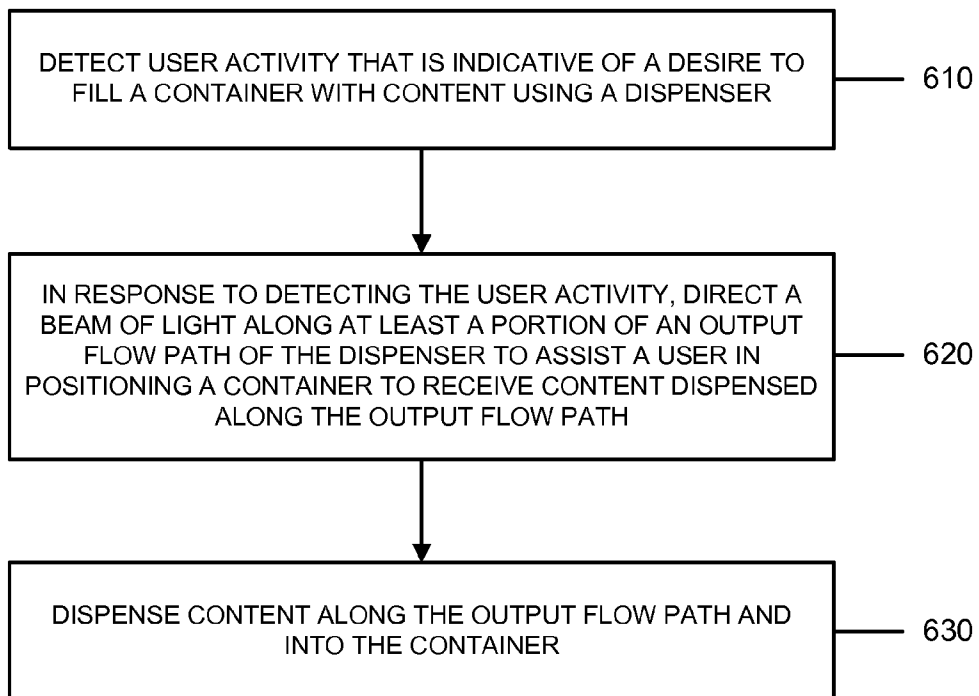 DETECT USER ACTIVITY THAT IS INDICATIVE OF A DESIRE TO
FILL A CONTAINER WITH CONTENT USING A DISPENSER
610
IN RESPONSE TO DETECTING THE USER ACTIVITY, DIRECT A
BEAM OF LIGHT ALONG AT LEAST A PORTION OF AN OUTPUT
FLOW PATH OF THE DISPENSER TO ASSIST A USER IN
POSITIONING A CONTAINER TO RECEIVE CONTENT DISPENSED
ALONG THE OUTPUT FLOW PATH
620
DISPENSE CONTENT ALONG THE OUTPUT FLOW PATH AND
INTO THE CONTAINER
630